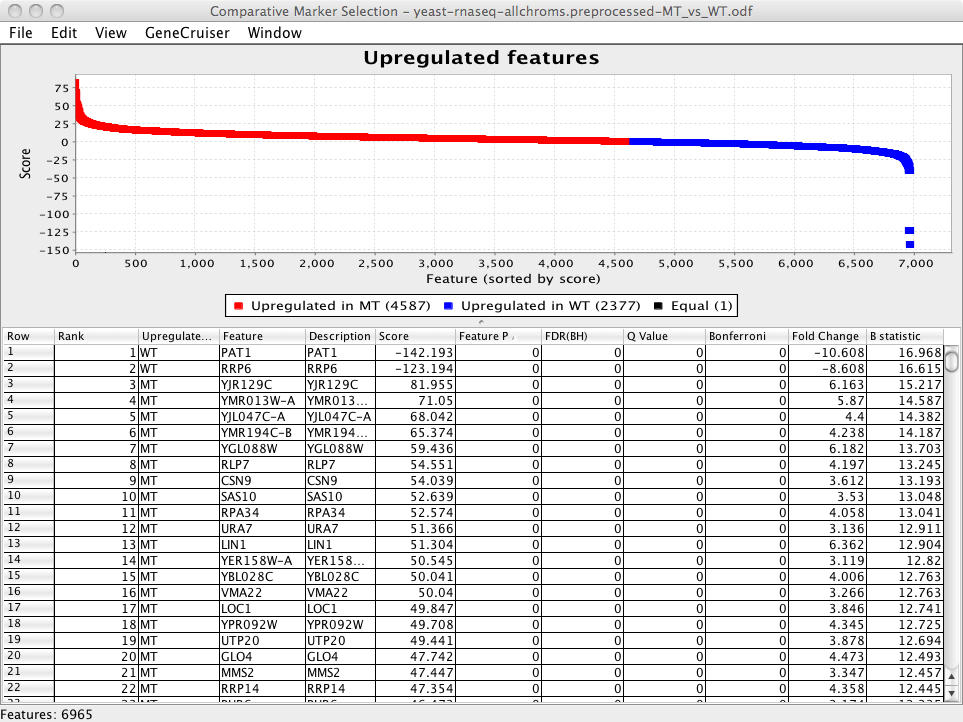 Comparative Marker Selection - yeast-rnaseq-allchroms.preprocessed-MT_vs_WT.odf
File Edit View GeneCruiser Window
Upregulated features
75
50
25
0
-25
-50
-75
-100
-125
-150
Score
0 500 1,000 1,500 2,000 2,500 3,000 3,500 4,000 4,500 5,000 5,500 6,000 6,500 7,000
Feature (sorted by score)
Upregulated in MT (4587) Upregulated in WT (2377) Equal (1)
Row Rank Upregulate... Feature Description Score Feature P FDR(BH) Q Value Bonferroni Fold Change B statistic
1 1 WT PAT1 PAT1 -142.193 0 0 0 0 -10.608 16.968
2 2 WT RRP6 RRP6 -123.194 0 0 0 0 -8.608 16.615
3 3 MT YJR129C YJR129C 81.955 0 0 0 0 6.163 15.217
4 4 MT YMR013W-A YMR013... 71.05 0 0 0 0 5.87 14.587
5 5 MT YJL047C-A YJL047C-A 68.042 0 0 0 0 4.4 14.382
6 6 MT YMR194C-B YMR194... 65.374 0 0 0 0 4.238 14.187
7 7 MT YGL088W YGL088W 59.436 0 0 0 0 6.182 13.703
8 8 MT RLP7 RLP7 54.551 0 0 0 0 4.197 13.245
9 9 MT CSN9 CSN9 54.039 0 0 0 0 3.612 13.193
10 10 MT SAS10 SAS10 52.639 0 0 0 0 3.53 13.048
11 11 MT RPA34 RPA34 52.574 0 0 0 0 4.058 13.041
12 12 MT URA7 URA7 51.366 0 0 0 0 3.136 12.911
13 13 MT LIN1 LIN1 51.304 0 0 0 0 6.362 12.904
14 14 MT YER158W-A YER158... 50.545 0 0 0 0 3.119 12.82
15 15 MT YBL028C YBL028C 50.041 0 0 0 0 4.006 12.763
16 16 MT VMA22 VMA22 50.04 0 0 0 0 3.266 12.763
17 17 MT LOC1 LOC1 49.847 0 0 0 0 3.846 12.741
18 18 MT YPR092W YPR092W 49.708 0 0 0 0 4.345 12.725
19 19 MT UTP20 UTP20 49.441 0 0 0 0 3.878 12.694
20 20 MT GLO4 GLO4 47.742 0 0 0 0 4.473 12.493
21 21 MT MMS2 MMS2 47.447 0 0 0 0 3.347 12.457
22 22 MT RRP14 RRP14 47.354 0 0 0 0 4.358 12.445
Features: 6965